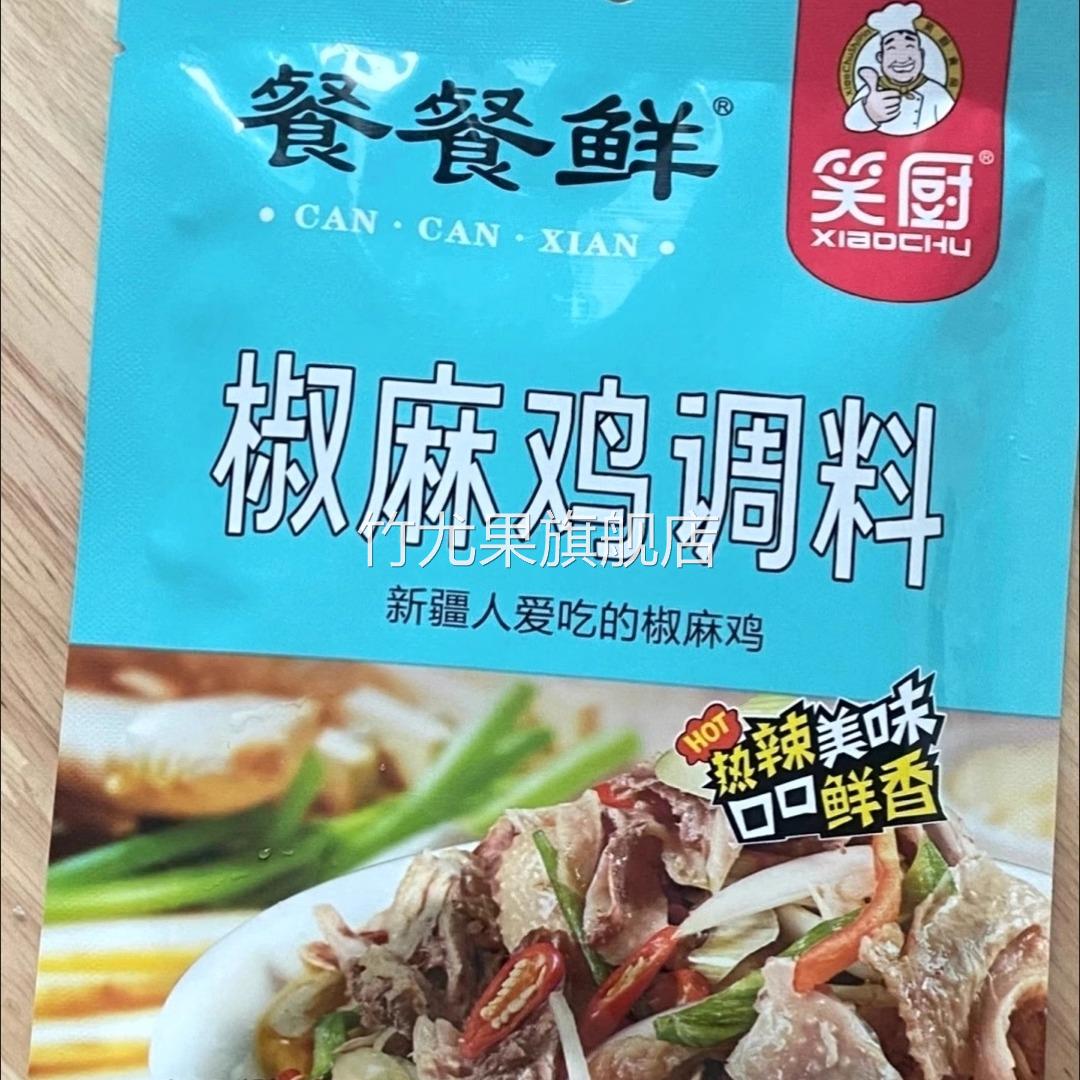 餐餐鲜®
• CAN · CAN · XIAN •
笑厨®
XIAOCHU
椒麻鸡调料
竹尤果旗舰店
新疆人爱吃的椒麻鸡
HOT
热辣美味
口口鲜香